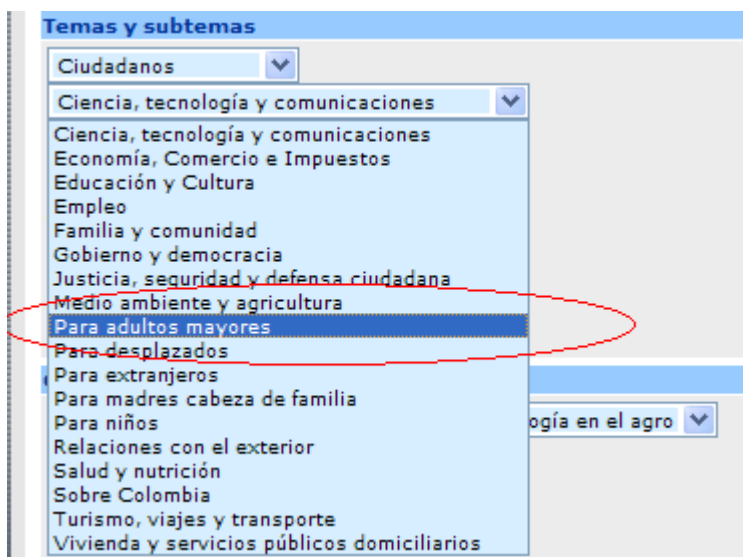 Temas y subtemas
Ciudadanos
Ciencia, tecnología y comunicaciones
Ciencia, tecnología y comunicaciones
Economía, Comercio e Impuestos
Educación y Cultura
Empleo
Familia y comunidad
Gobierno y democracia
Justicia, seguridad y defensa ciudadana
Medio ambiente y agricultura
Para adultos mayores
Para desplazados
Para extranjeros
Para madres cabeza de familia
Para niños
ogía en el agro
Relaciones con el exterior
Salud y nutrición
Sobre Colombia
Turismo, viajes y transporte
Vivienda y servicios públicos domiciliarios